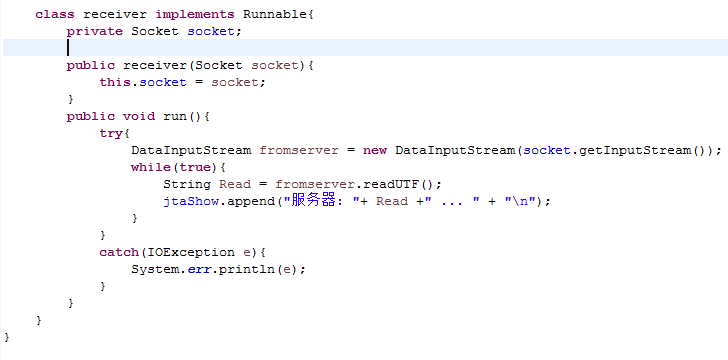 class receiver implements Runnable{
private Socket socket;
public receiver(Socket socket){
this.socket = socket;
}
public void run(){
try{
DataInputStream fromserver = new DataInputStream(socket.getInputStream());
while(true){
String Read = fromserver.readUTF();
jtaShow.append("服务器: "+ Read +" ... " + "\n");
}
}
catch(IOException e){
System.err.println(e);
}
}
}
}